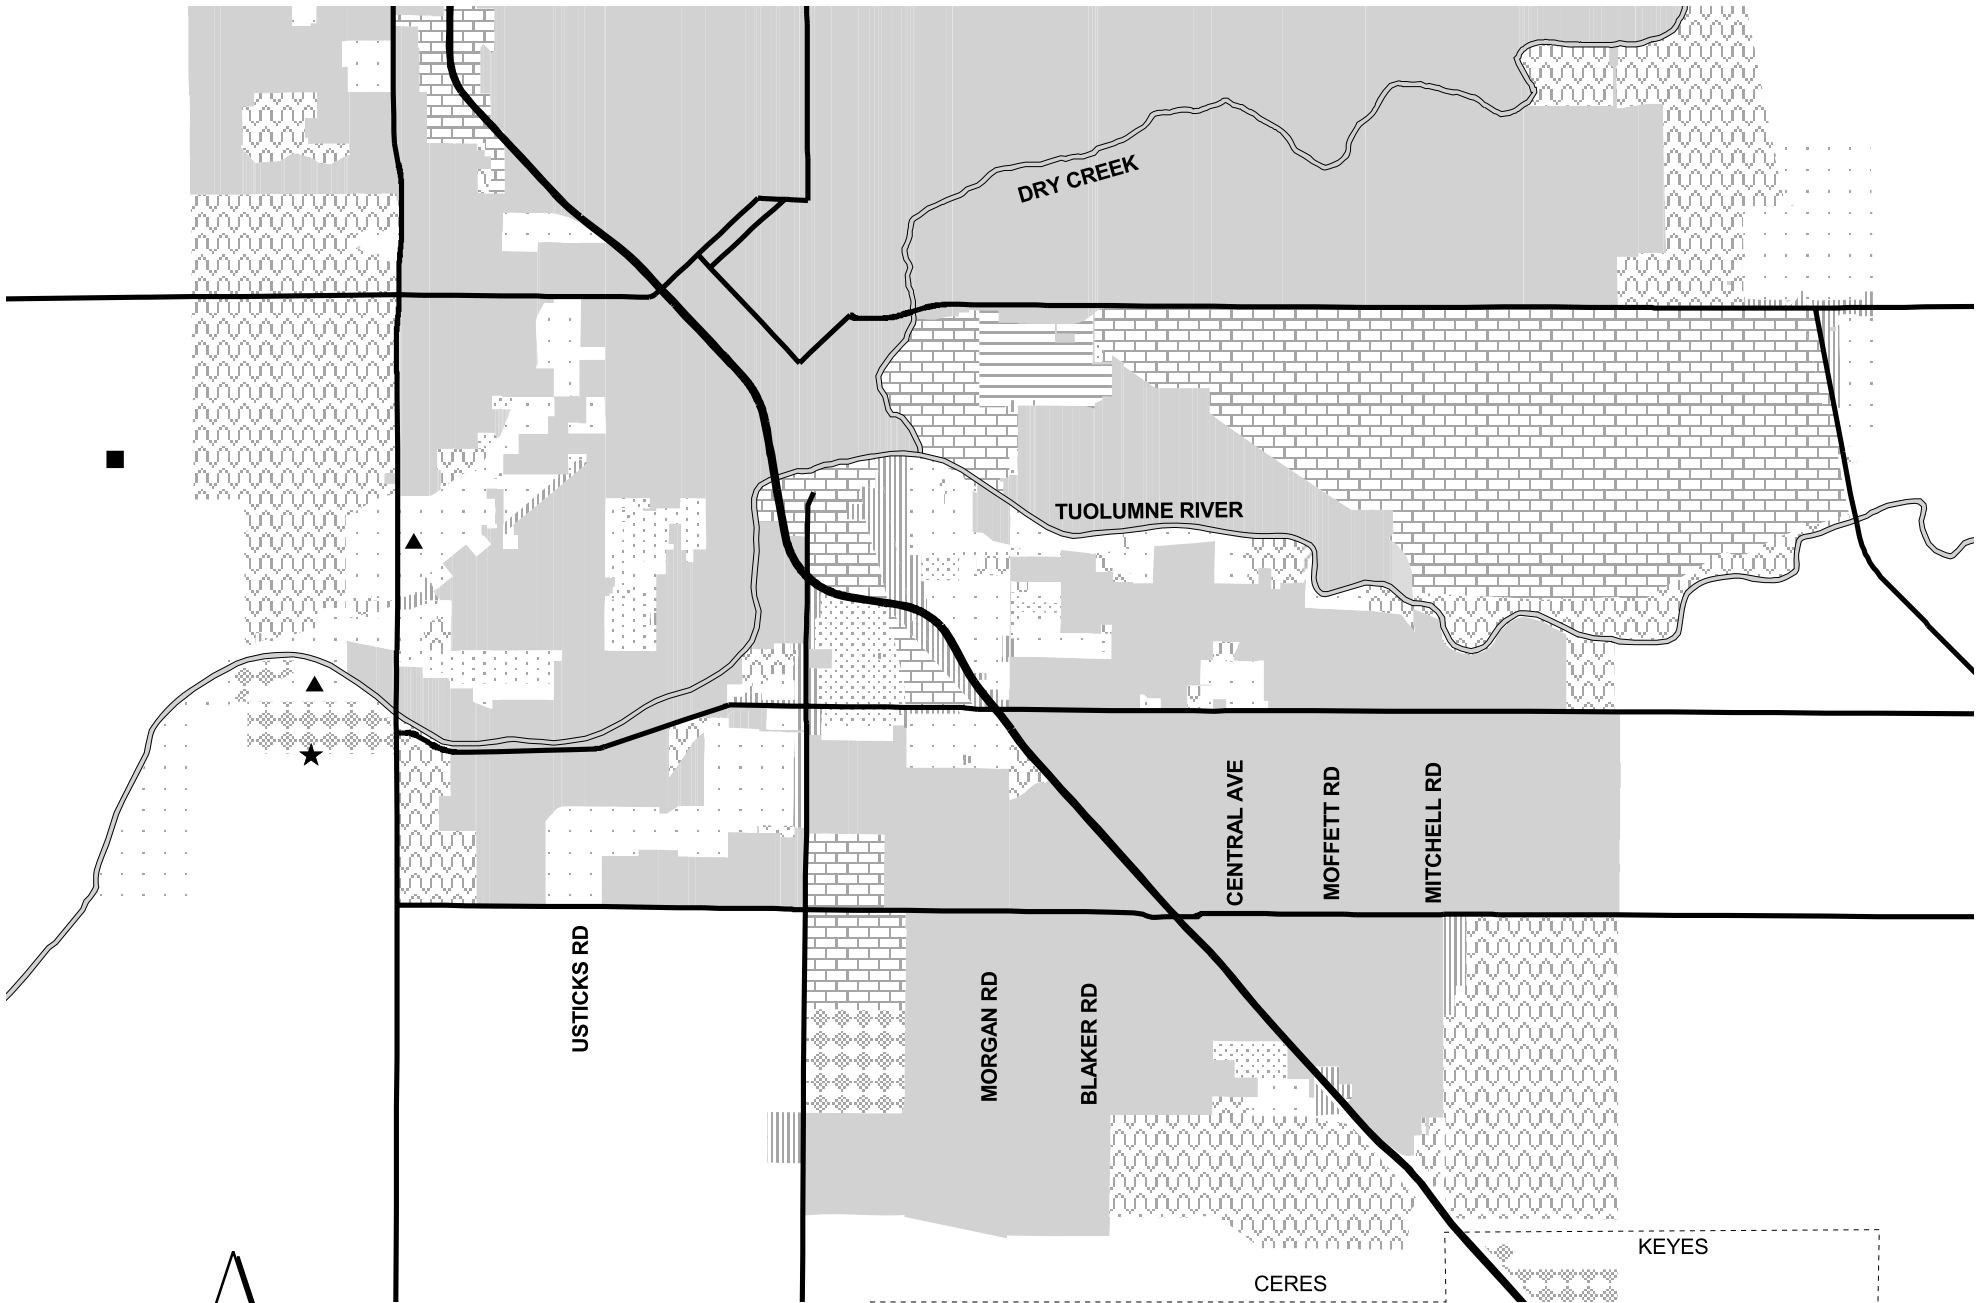 DRY CREEK
TUOLUMNE RIVER
CENTRAL AVE
MOFFETT RD
MITCHELL RD
USTICKS RD
MORGAN RD
BLAKER RD
KEYES
CERES